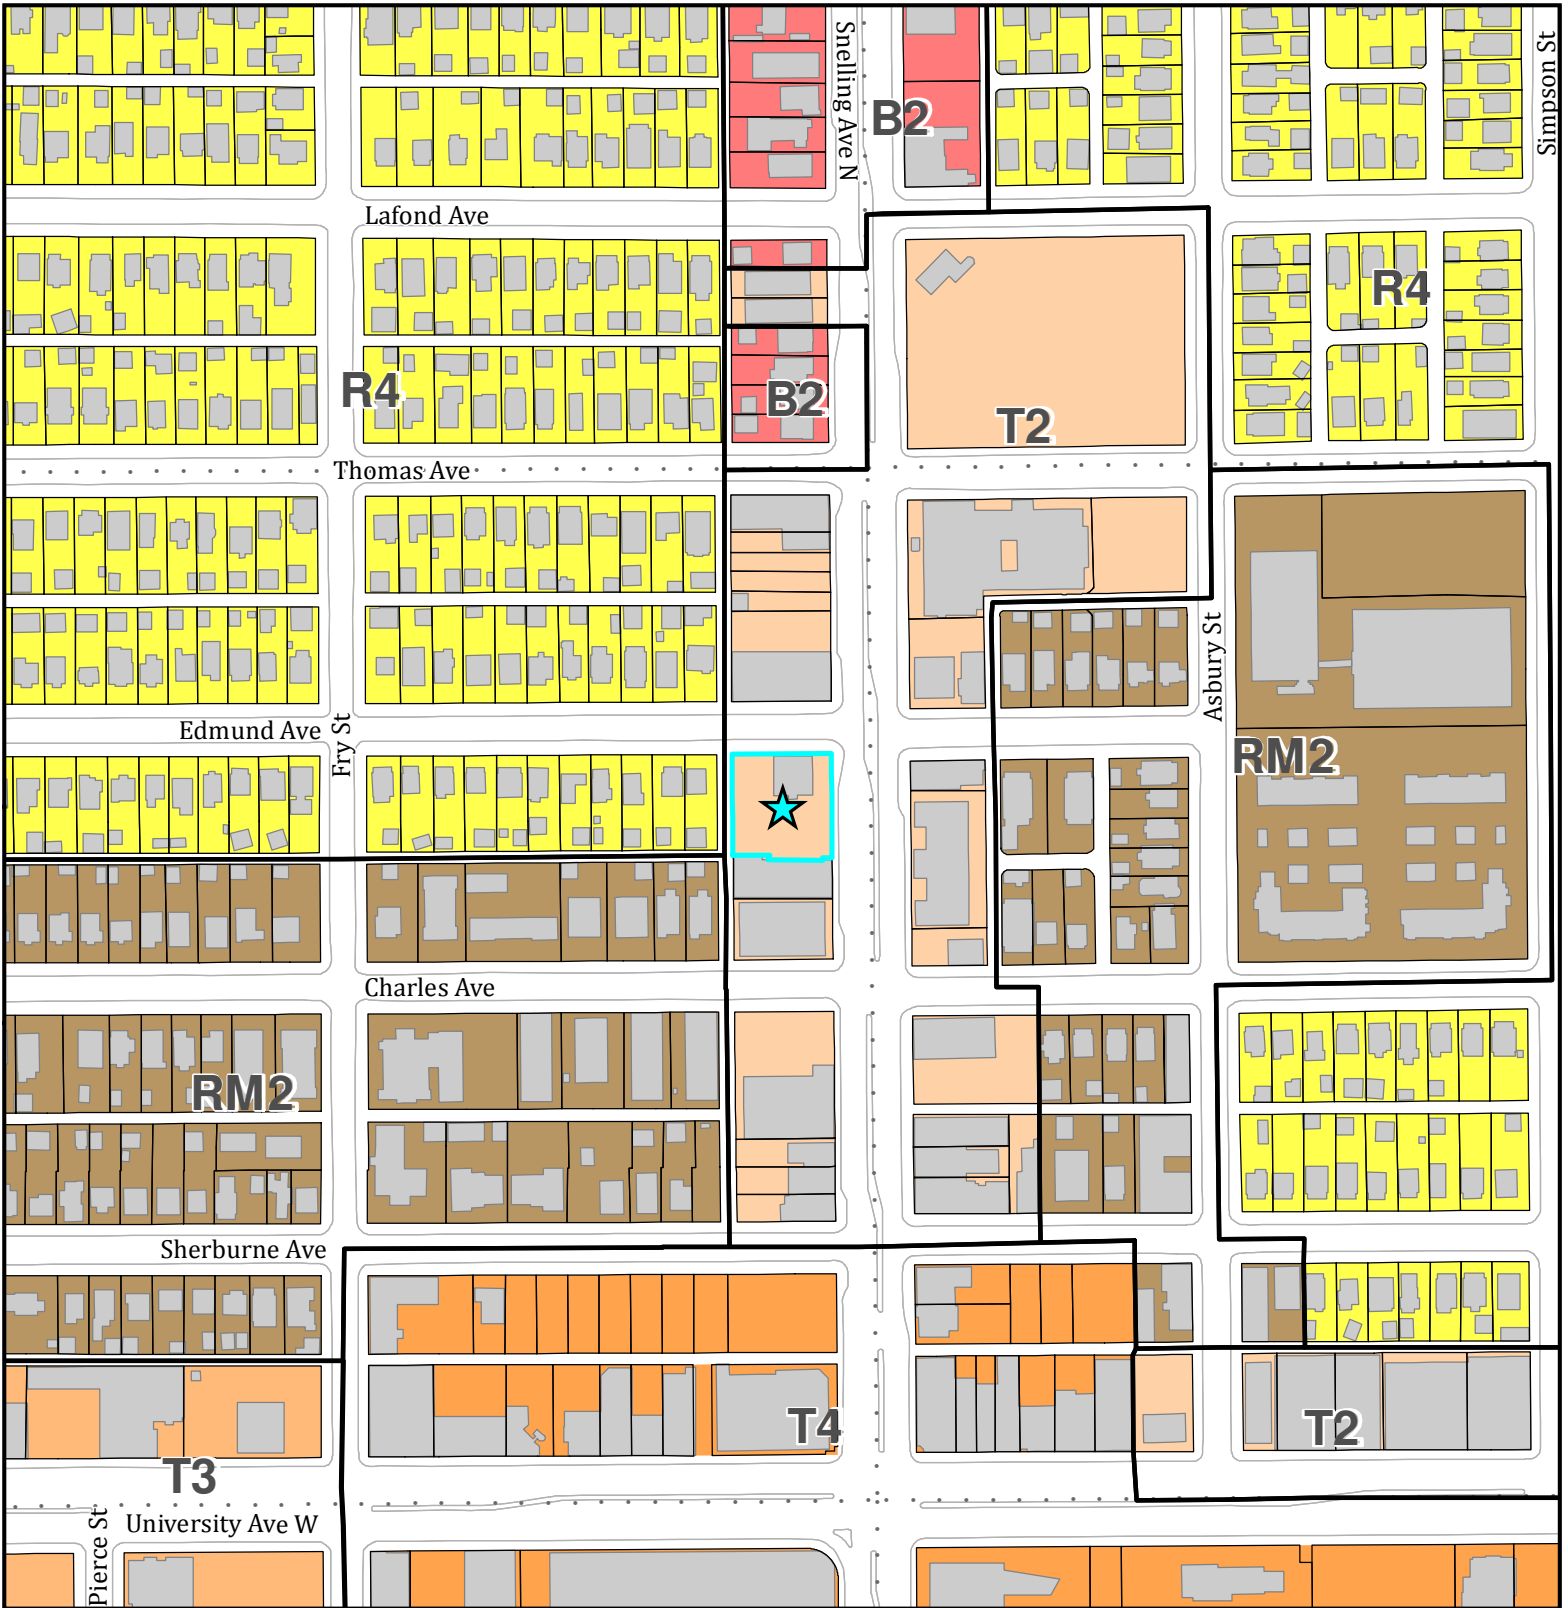 Snelling Ave N
Simpson St
B2
Lafond Ave
R4
R4
B2
T2
Thomas Ave
Asbury St
Edmund Ave
Fry St
RM2
Charles Ave
RM2
Sherburne Ave
T4
T2
T3
Pierce St
University Ave W